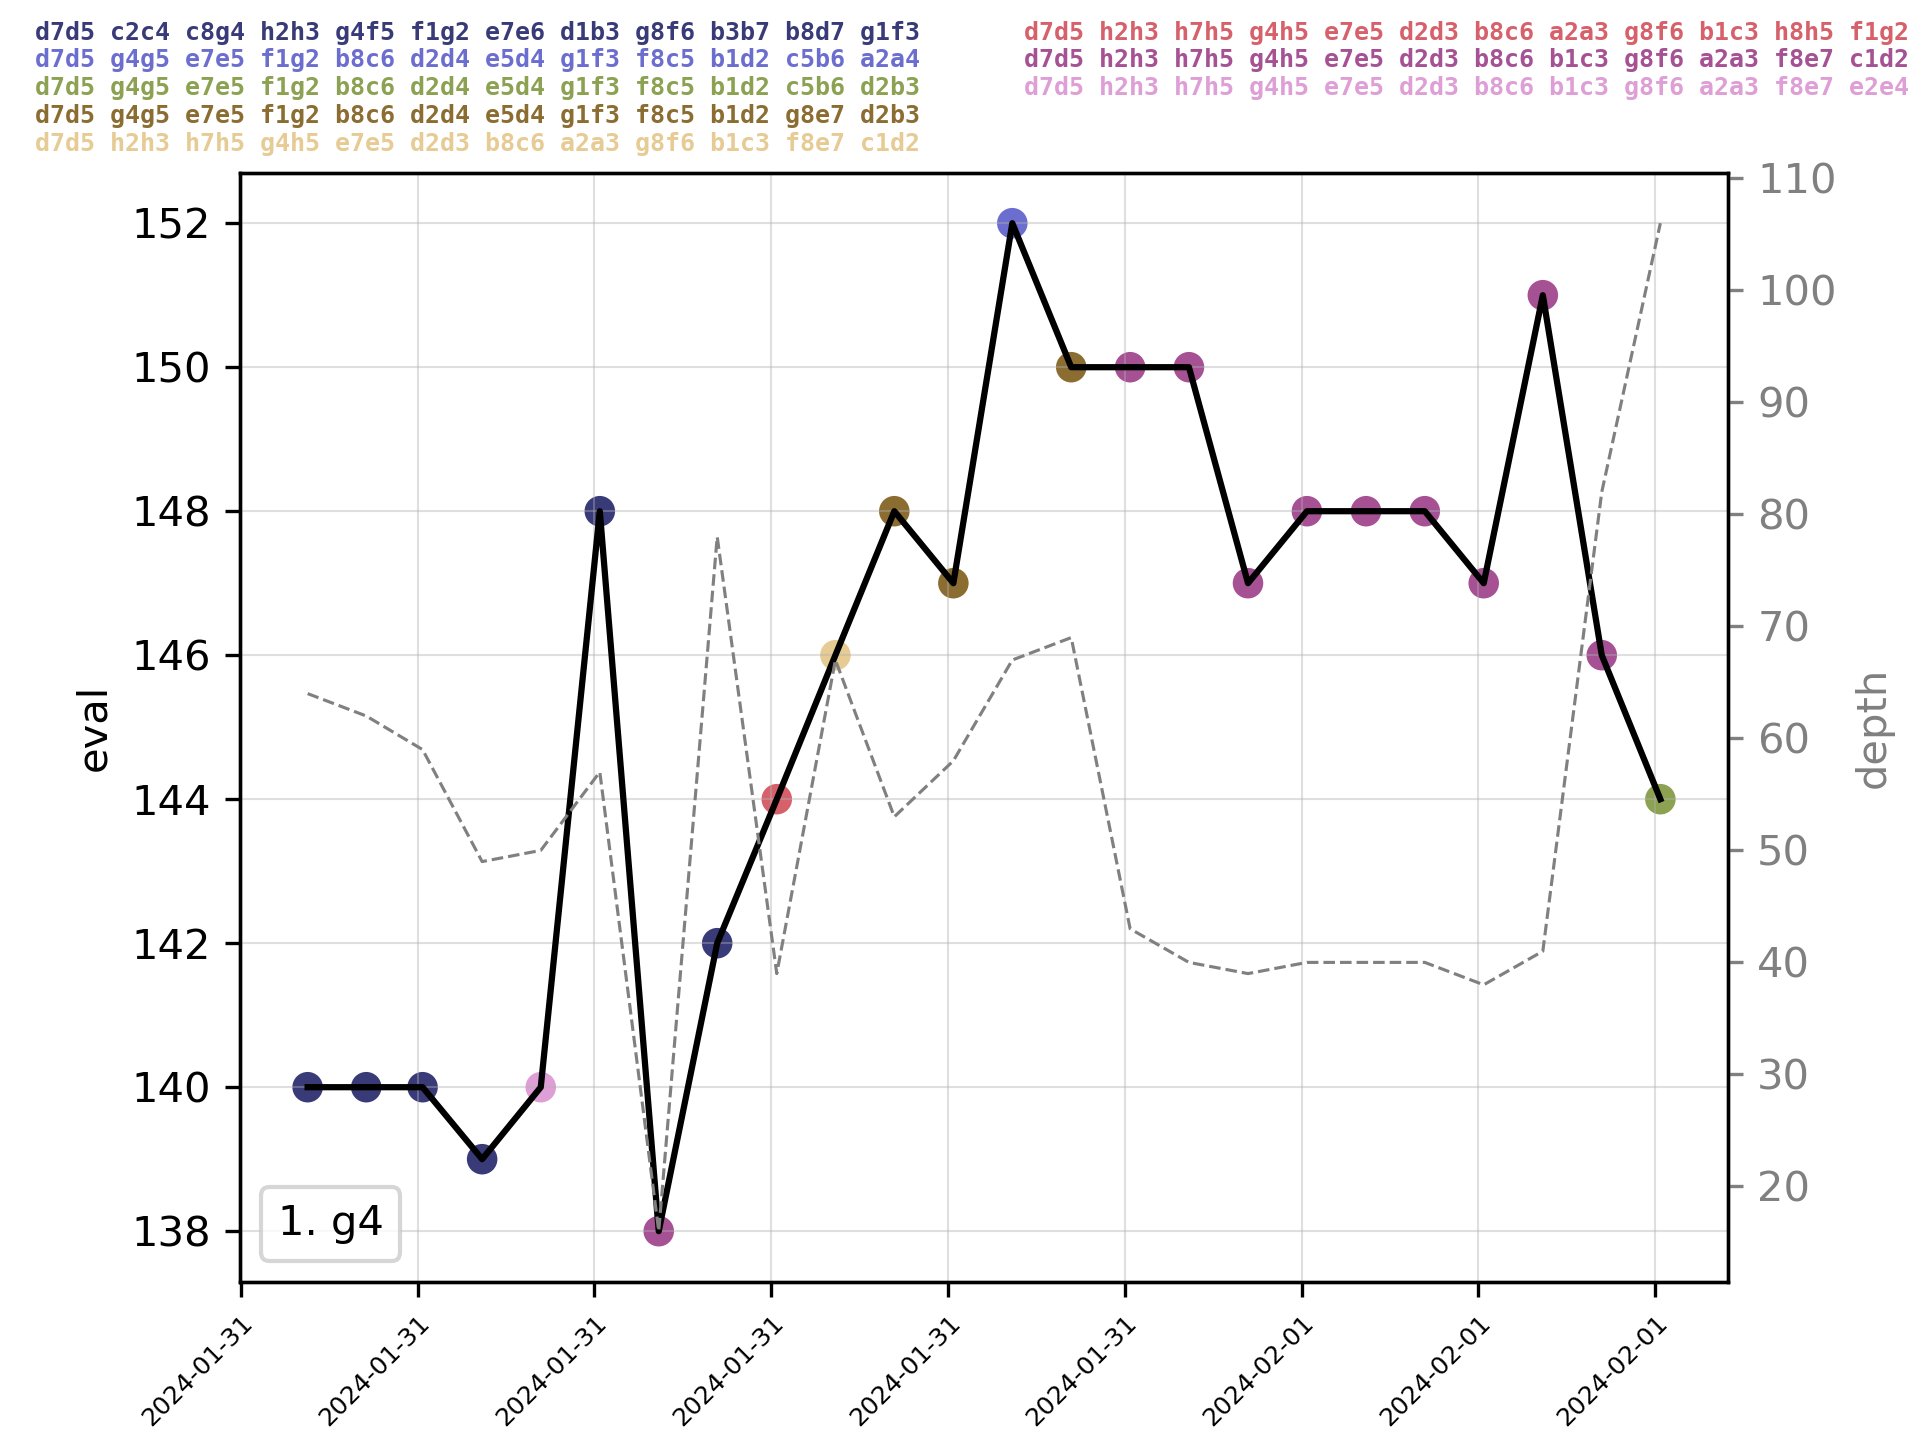 d7d5 c2c4 c8g4 h2h3 g4f5 f1g2 e7e6 d1b3 g8f6 b3b7 b8d7 g1f3
d7d5 g4g5 e7e5 f1g2 b8c6 d2d4 e5d4 g1f3 f8c5 b1d2 c5b6 a2a4
d7d5 g4g5 e7e5 f1g2 b8c6 d2d4 e5d4 g1f3 f8c5 b1d2 c5b6 d2b3
d7d5 g4g5 e7e5 f1g2 b8c6 d2d4 e5d4 g1f3 f8c5 b1d2 g8e7 d2b3
d7d5 h2h3 h7h5 g4h5 e7e5 d2d3 b8c6 a2a3 g8f6 b1c3 f8e7 c1d2
d7d5 h2h3 h7h5 g4h5 e7e5 d2d3 b8c6 a2a3 g8f6 b1c3 h8h5 f1g2
d7d5 h2h3 h7h5 g4h5 e7e5 d2d3 b8c6 b1c3 g8f6 a2a3 f8e7 c1d2
d7d5 h2h3 h7h5 g4h5 e7e5 d2d3 b8c6 b1c3 g8f6 a2a3 f8e7 e2e4
152
150
148
146
144
142
140
138
eval
110
100
90
80
70
60
50
40
30
20
depth
1. g4
2024-01-31
2024-01-31
2024-01-31
2024-01-31
2024-01-31
2024-01-31
2024-02-01
2024-02-01
2024-02-01